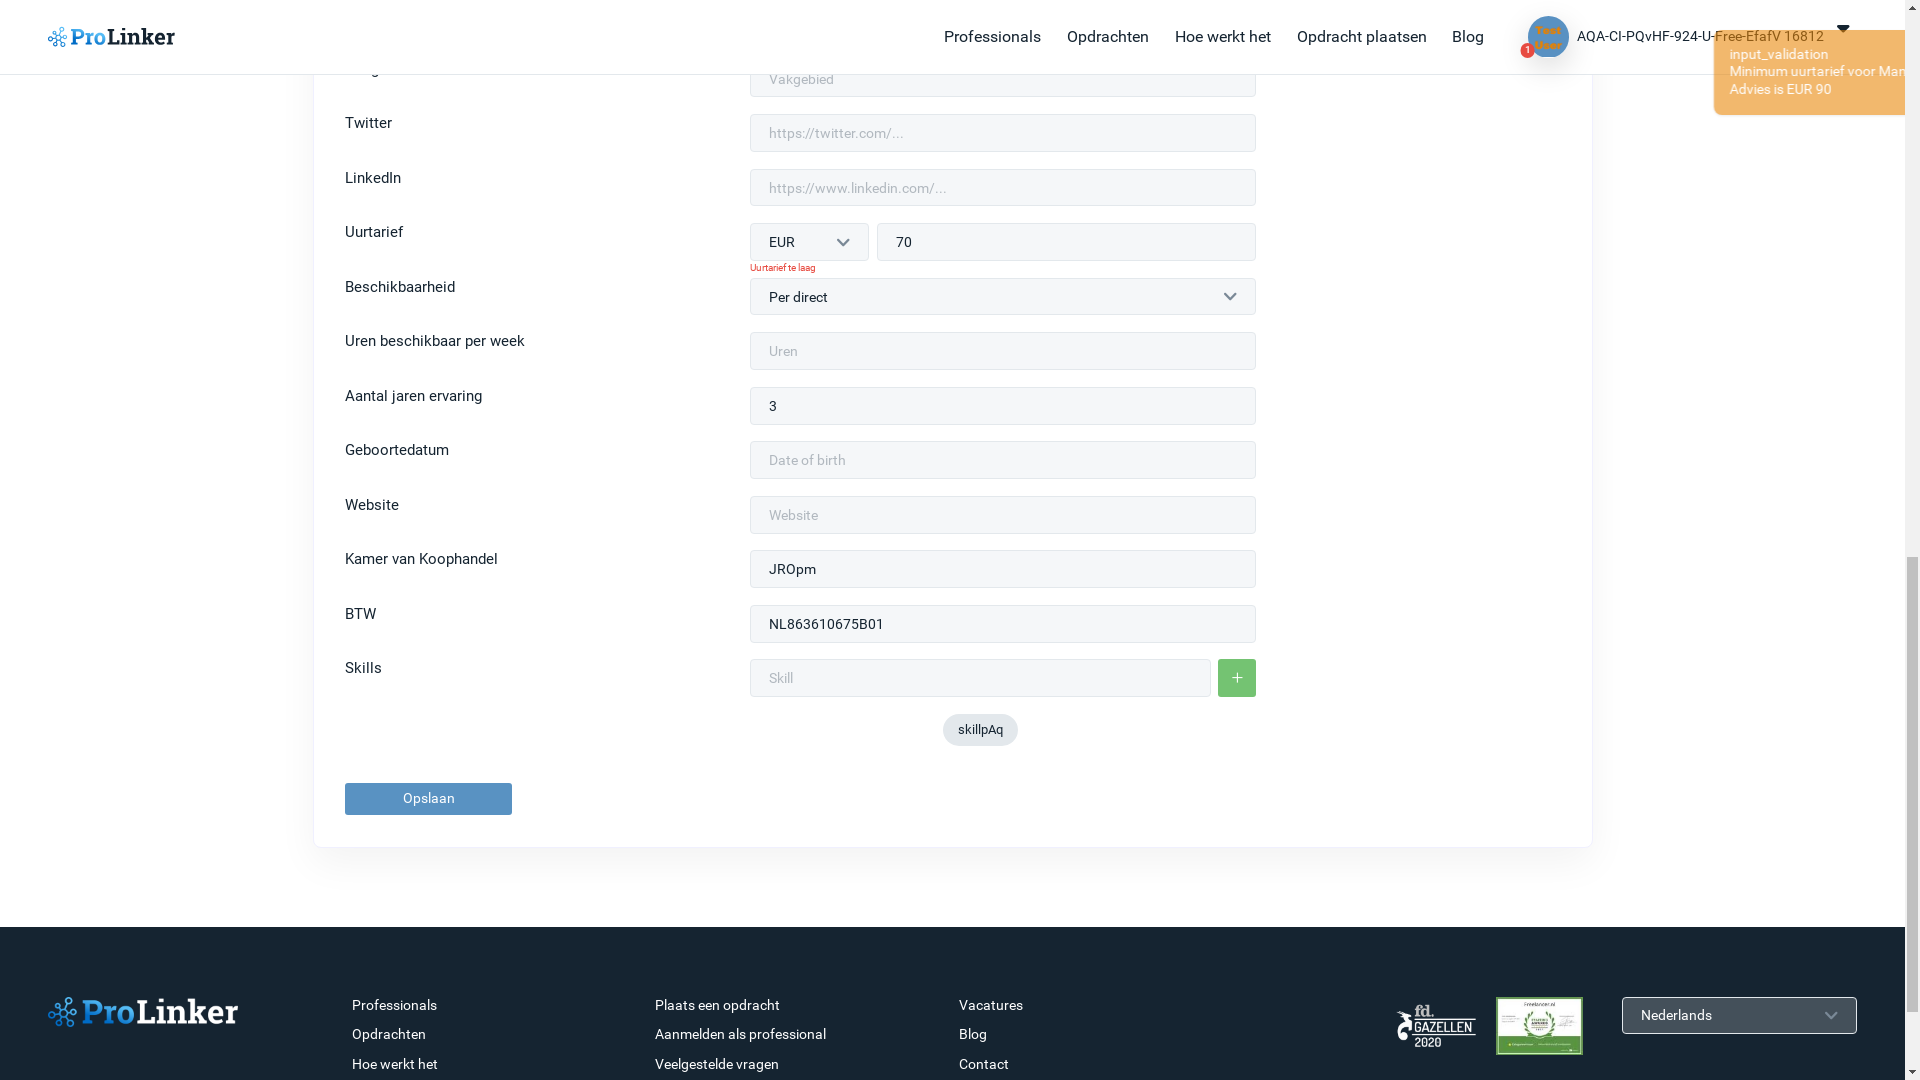 ProLinker
Professionals
Opdrachten
Hoe werkt het
Opdracht plaatsen
Blog
Test
User
1
AQA-CI-PQvHF-924-U-Free-EfafV 16812
input_validation
Minimum uurtarief voor Man
Advies is EUR 90
Vakgebied
Twitter
https://twitter.com/...
LinkedIn
https://www.linkedin.com/...
Uurtarief
EUR
70
Uurtarief te laag
Beschikbaarheid
Per direct
Uren beschikbaar per week
Uren
Aantal jaren ervaring
3
Geboortedatum
Date of birth
Website
Website
Kamer van Koophandel
JROpm
BTW
NL863610675B01
Skills
Skill
+
skillpAq
Opslaan
ProLinker
Professionals
Opdrachten
Hoe werkt het
Plaats een opdracht
Aanmelden als professional
Veelgestelde vragen
Vacatures
Blog
Contact
fd.
GAZELLEN
2020
Freelancer.nl
Nederlands